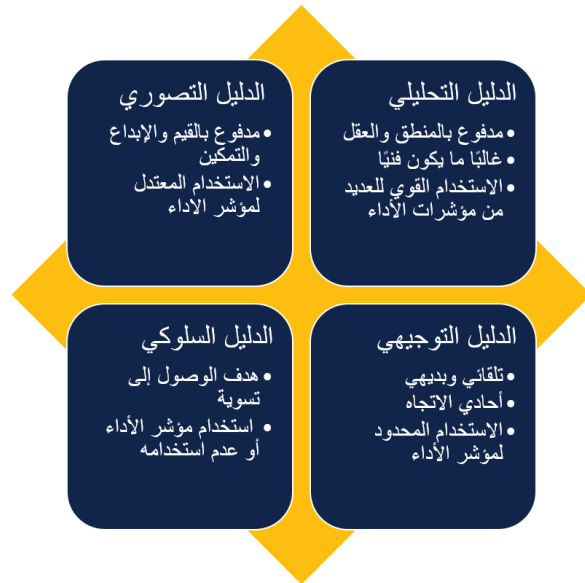 الدليل التحليلي
• مدفوع بالمنطق والعقل
• غالبًا ما يكون فنيًا
• الاستخدام القوي للعديد
من مؤشرات الأداء
الدليل التصوري
• مدفوع بالقيم والإبداع
والتمكين
• الاستخدام المعتدل
لمؤشر الاداء
الدليل التوجيهي
• تلقائي وبديهي
• أحادي الاتجاه
• الاستخدام المحدود
لمؤشر الأداء
الدليل السلوكي
• هدف الوصول إلى
تسوية
• استخدام مؤشر الأداء
أو عدم استخدامه